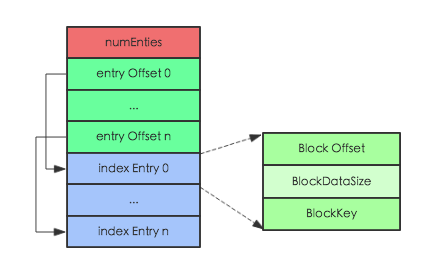 numEnties
entry Offset 0
...
entry Offset n
index Entry 0
...
index Entry n
Block Offset
BlockDataSize
BlockKey